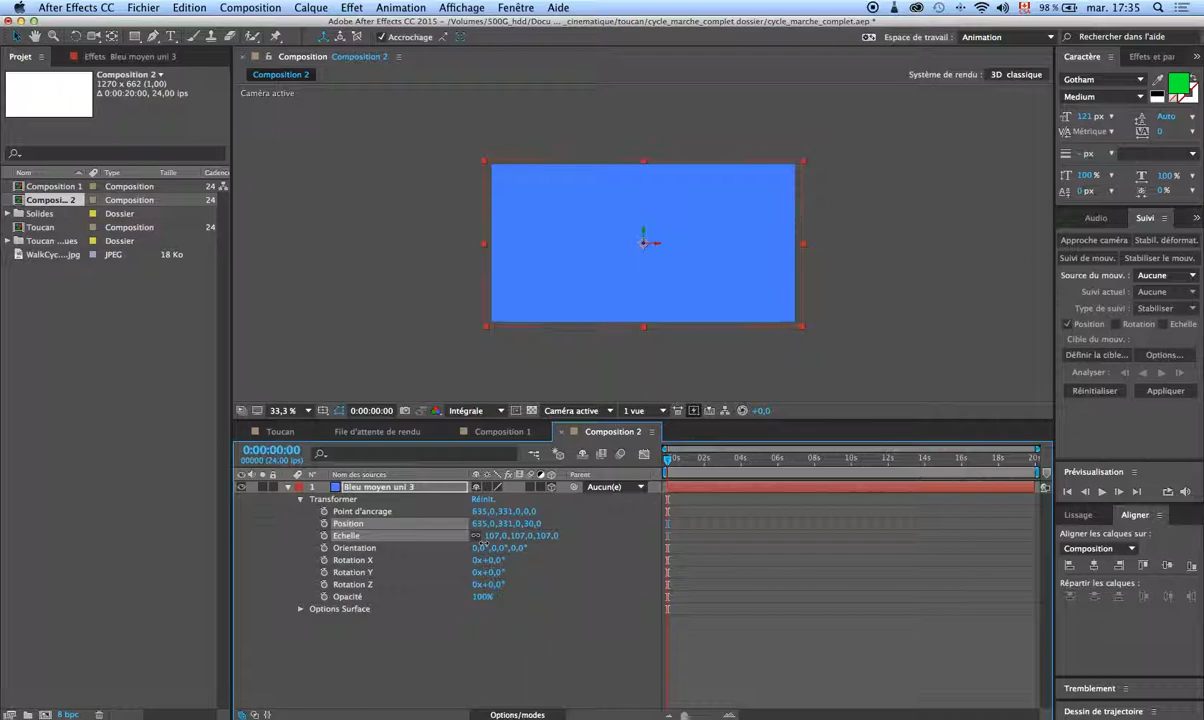 After Effects CC Fichier Edition Composition Calque Effet Animation Affichage Fenêtre Aide 98 % mar. 17:35
Adobe After Effects CC 2015 - /Volumes/500G_hdd/Docu ... _cinematique/toucan/cycle_marche_complet dossier/cycle_marche_complet.aep *
Accrochage Espace de travail : Animation Rechercher dans l'aide
Projet Effets Bleu moyen uni 3
Composition 2
1270 x 662 (1,00)
Δ 0:00:20:00, 24,00 ips
Nom Type Taille Cadence
Composition 1 Composition 24
Composi... 2 Composition 24
Solides Dossier
Toucan Composition 24
Toucan ...ues Dossier
WalkCyc....jpg JPEG 18 Ko
8 bpc
Composition Composition 2
Composition 2 Système de rendu : 3D classique
Caméra active
33,3 % 0:00:00:00 Intégrale Caméra active 1 vue +0,0
Toucan File d'attente de rendu Composition 1 Composition 2
0:00:00:00
00000 (24,00 ips)
0s 02s 04s 06s 08s 10s 12s 14s 16s 18s 20s
N° Nom des sources Parent
1 Bleu moyen uni 3 Aucun(e)
Transformer Réinit.
Point d'ancrage 635,0,331,0,0,0
Position 635,0,331,0,30,0
Echelle 107,0,107,0,107,0
Orientation 0,0°,0,0°,0,0°
Rotation X 0x+0,0°
Rotation Y 0x+0,0°
Rotation Z 0x+0,0°
Opacité 100%
Options Surface
Options/modes
Caractère Effets et pa
Gotham
Medium
121 px Auto
Métrique 0
- px
100 % 100 %
0 px 0 %
Audio Suivi
Approche caméra Stabil. déformat.
Suivi de mouv. Stabiliser le mouv.
Source du mouv. : Aucune
Suivi actuel : Aucune
Type de suivi : Stabiliser
Position Rotation Echelle
Cible du mouv. :
Définir la cible... Options...
Analyser :
Réinitialiser Appliquer
Prévisualisation
Lissage Aligner
Aligner les calques sur :
Composition
Répartir les calques :
Tremblement
Dessin de trajectoire